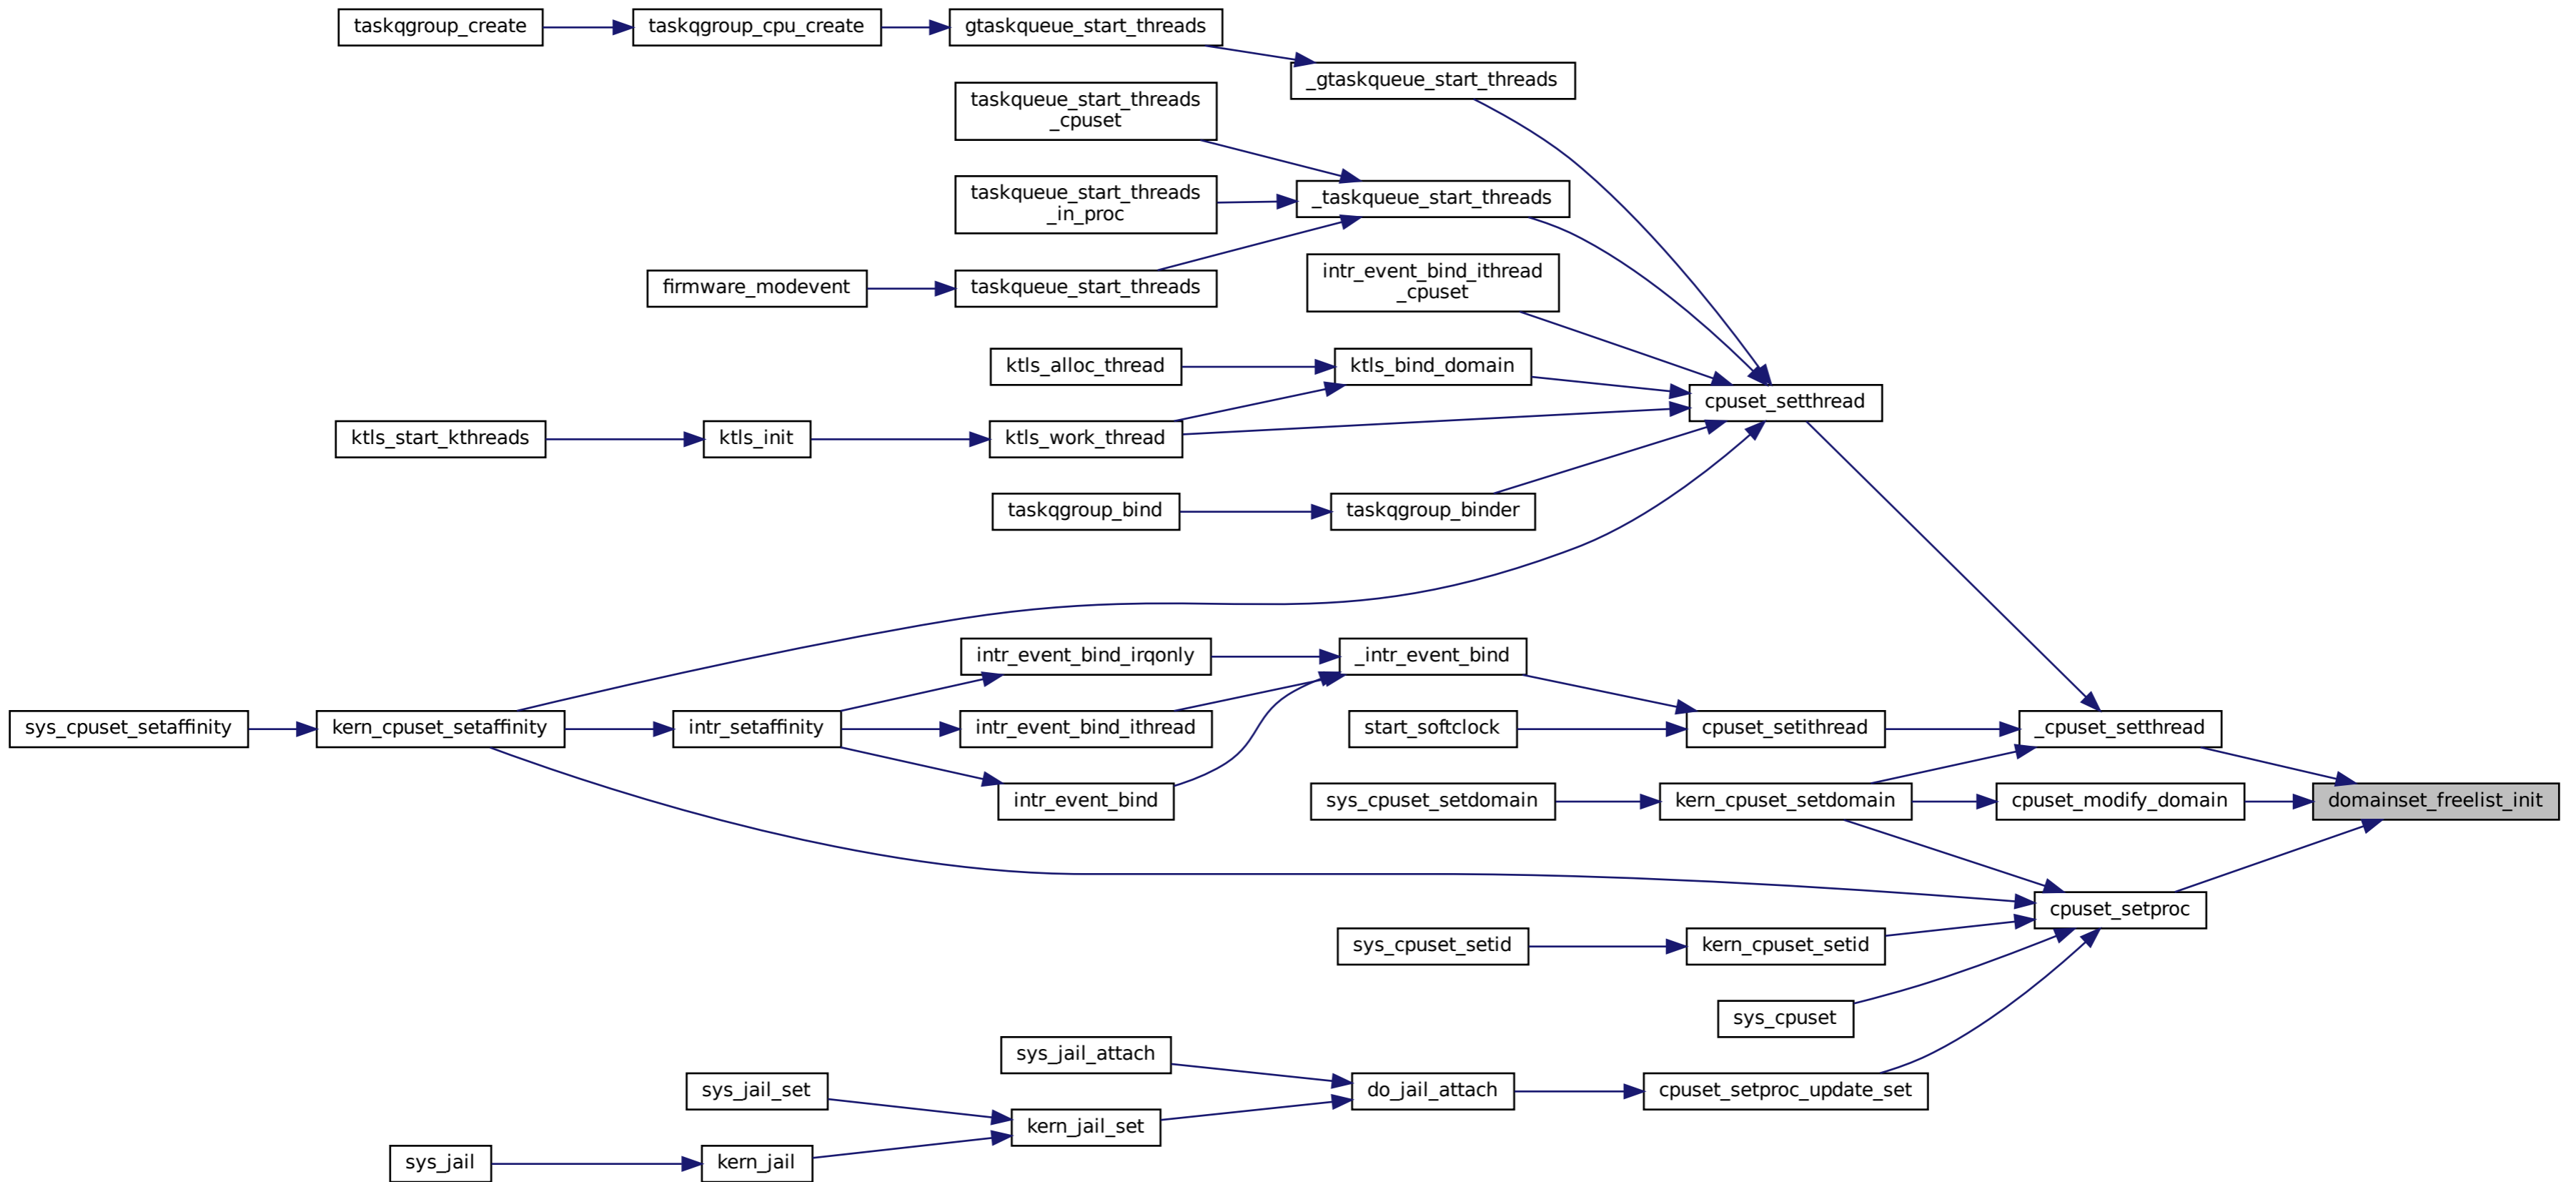 taskqgroup_create
taskqgroup_cpu_create
gtaskqueue_start_threads
_gtaskqueue_start_threads
taskqueue_start_threads
_cpuset
taskqueue_start_threads
_in_proc
_taskqueue_start_threads
intr_event_bind_ithread
_cpuset
firmware_modevent
taskqueue_start_threads
ktls_alloc_thread
ktls_bind_domain
cpuset_setthread
ktls_start_kthreads
ktls_init
ktls_work_thread
taskqgroup_bind
taskqgroup_binder
intr_event_bind_irqonly
_intr_event_bind
sys_cpuset_setaffinity
kern_cpuset_setaffinity
intr_setaffinity
intr_event_bind_ithread
start_softclock
cpuset_setithread
_cpuset_setthread
intr_event_bind
sys_cpuset_setdomain
kern_cpuset_setdomain
cpuset_modify_domain
domainset_freelist_init
cpuset_setproc
sys_cpuset_setid
kern_cpuset_setid
sys_cpuset
sys_jail_attach
sys_jail_set
do_jail_attach
cpuset_setproc_update_set
kern_jail_set
sys_jail
kern_jail